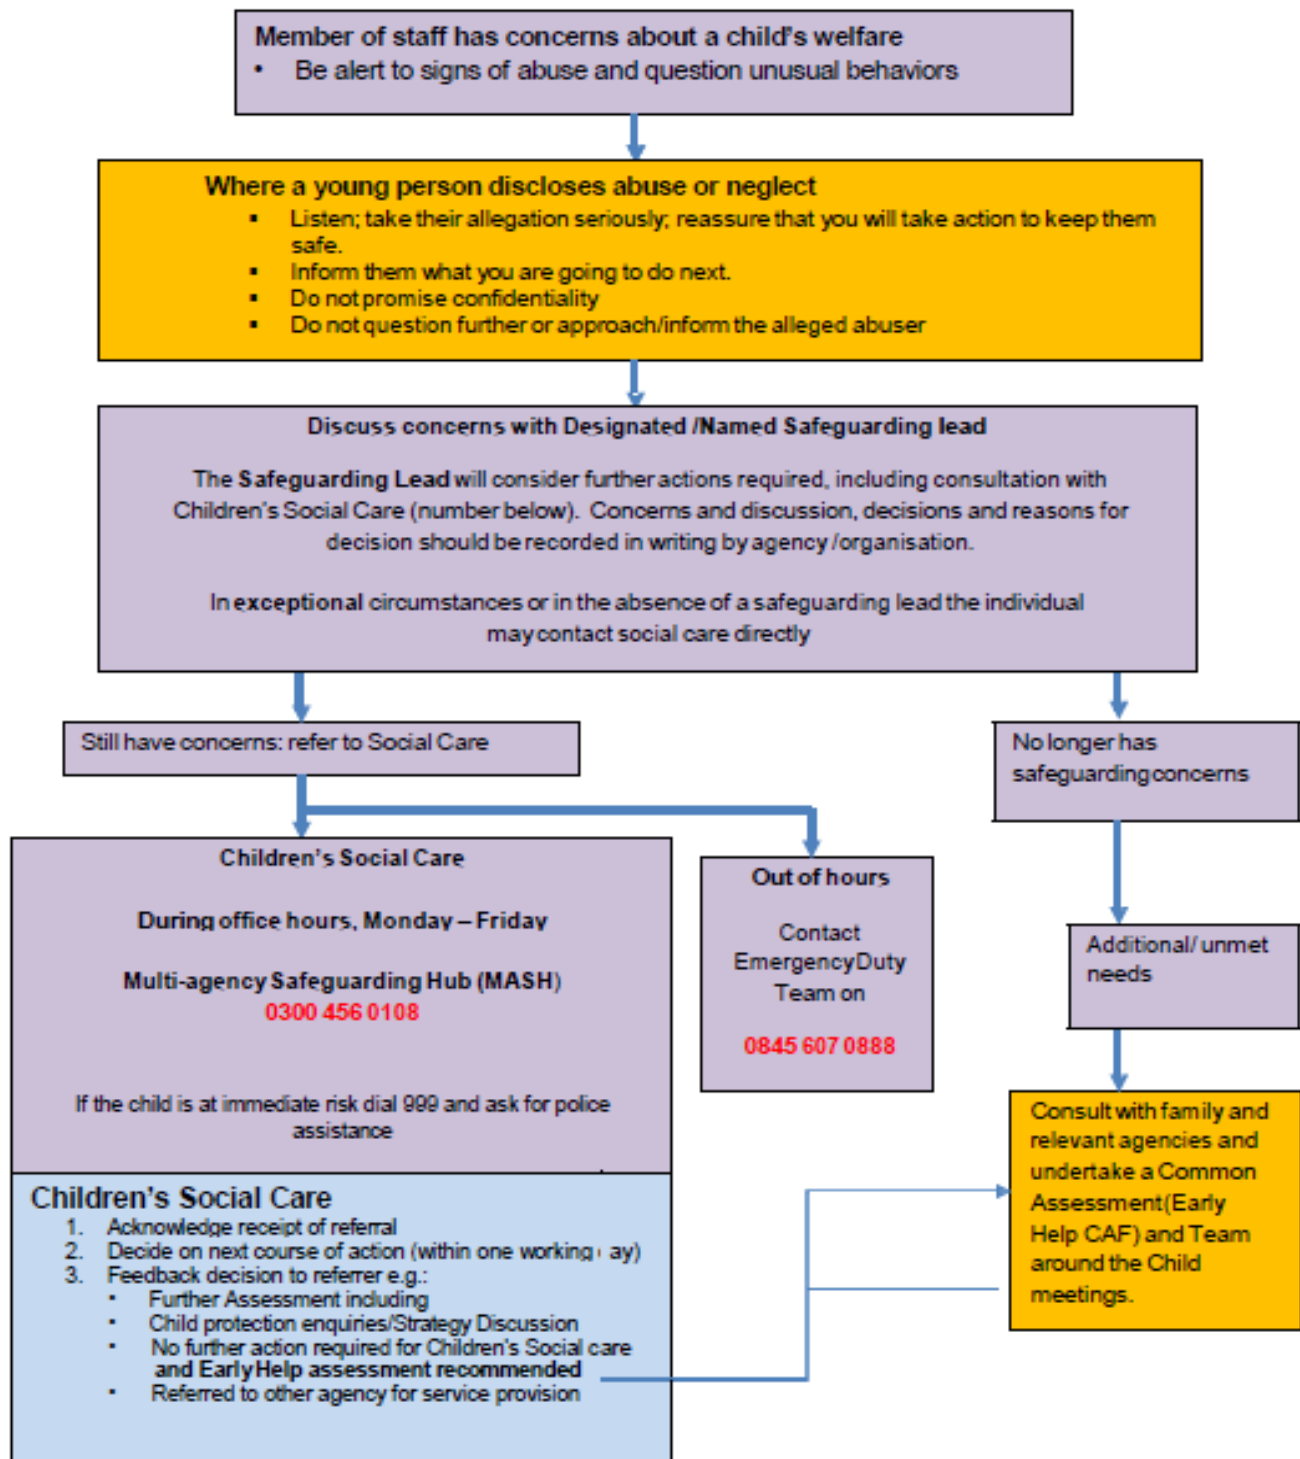 Member of staff has concerns about a child's welfare
• Be alert to signs of abuse and question unusual behaviors
Where a young person discloses abuse or neglect
▪ Listen; take their allegation seriously; reassure that you will take action to keep them
safe.
▪ Inform them what you are going to do next.
▪ Do not promise confidentiality
▪ Do not question further or approach/inform the alleged abuser
Discuss concerns with Designated /Named Safeguarding lead
The Safeguarding Lead will consider further actions required, including consultation with
Children's Social Care (number below). Concerns and discussion, decisions and reasons for
decision should be recorded in writing by agency /organisation.
In exceptional circumstances or in the absence of a safeguarding lead the individual
may contact social care directly
Still have concerns: refer to Social Care
No longer has
safeguarding concerns
Children's Social Care
During office hours, Monday – Friday
Multi-agency Safeguarding Hub (MASH)
0300 456 0108
If the child is at immediate risk dial 999 and ask for police
assistance
Out of hours
Contact
Emergency Duty
Team on
0845 607 0888
Additional/ unmet
needs
Consult with family and
relevant agencies and
undertake a Common
Assessment (Early
Help CAF) and Team
around the Child
meetings.
Children's Social Care
1. Acknowledge receipt of referral
2. Decide on next course of action (within one working ay)
3. Feedback decision to referrer e.g.:
▪ Further Assessment including
▪ Child protection enquiries/Strategy Discussion
▪ No further action required for Children's Social care
and Early Help assessment recommended
▪ Referred to other agency for service provision